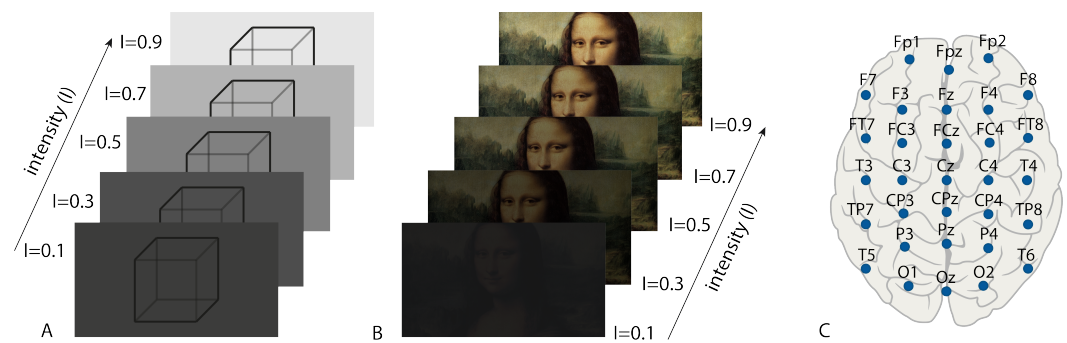 I=0.9
I=0.7
I=0.5
I=0.3
I=0.1
intensity (I)
A
I=0.9
I=0.7
I=0.5
I=0.3
I=0.1
intensity (I)
B
Fp1 Fpz Fp2
F7 F3 Fz F4 F8
FT7 FC3 FCz FC4 FT8
T3 C3 Cz C4 T4
TP7 CP3 CPz CP4 TP8
P3 Pz P4
T5 O1 Oz O2 T6
C